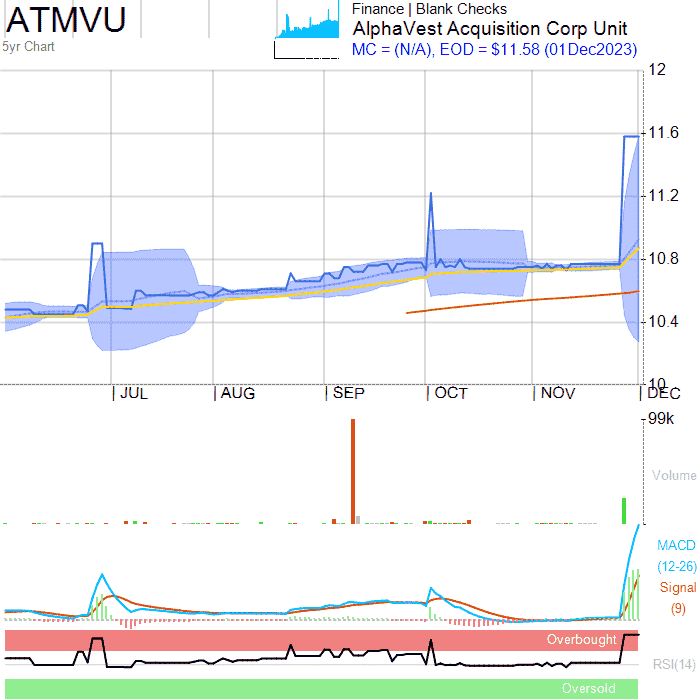 ATMVU
5yr Chart
Finance | Blank Checks
AlphaVest Acquisition Corp Unit
MC = (N/A), EOD = $11.58 (01Dec2023)
12
11.6
11.2
10.8
10.4
10
JUL AUG SEP OCT NOV DEC
99k
Volume
MACD
(12-26)
Signal
(9)
Overbought
RSI(14)
Oversold